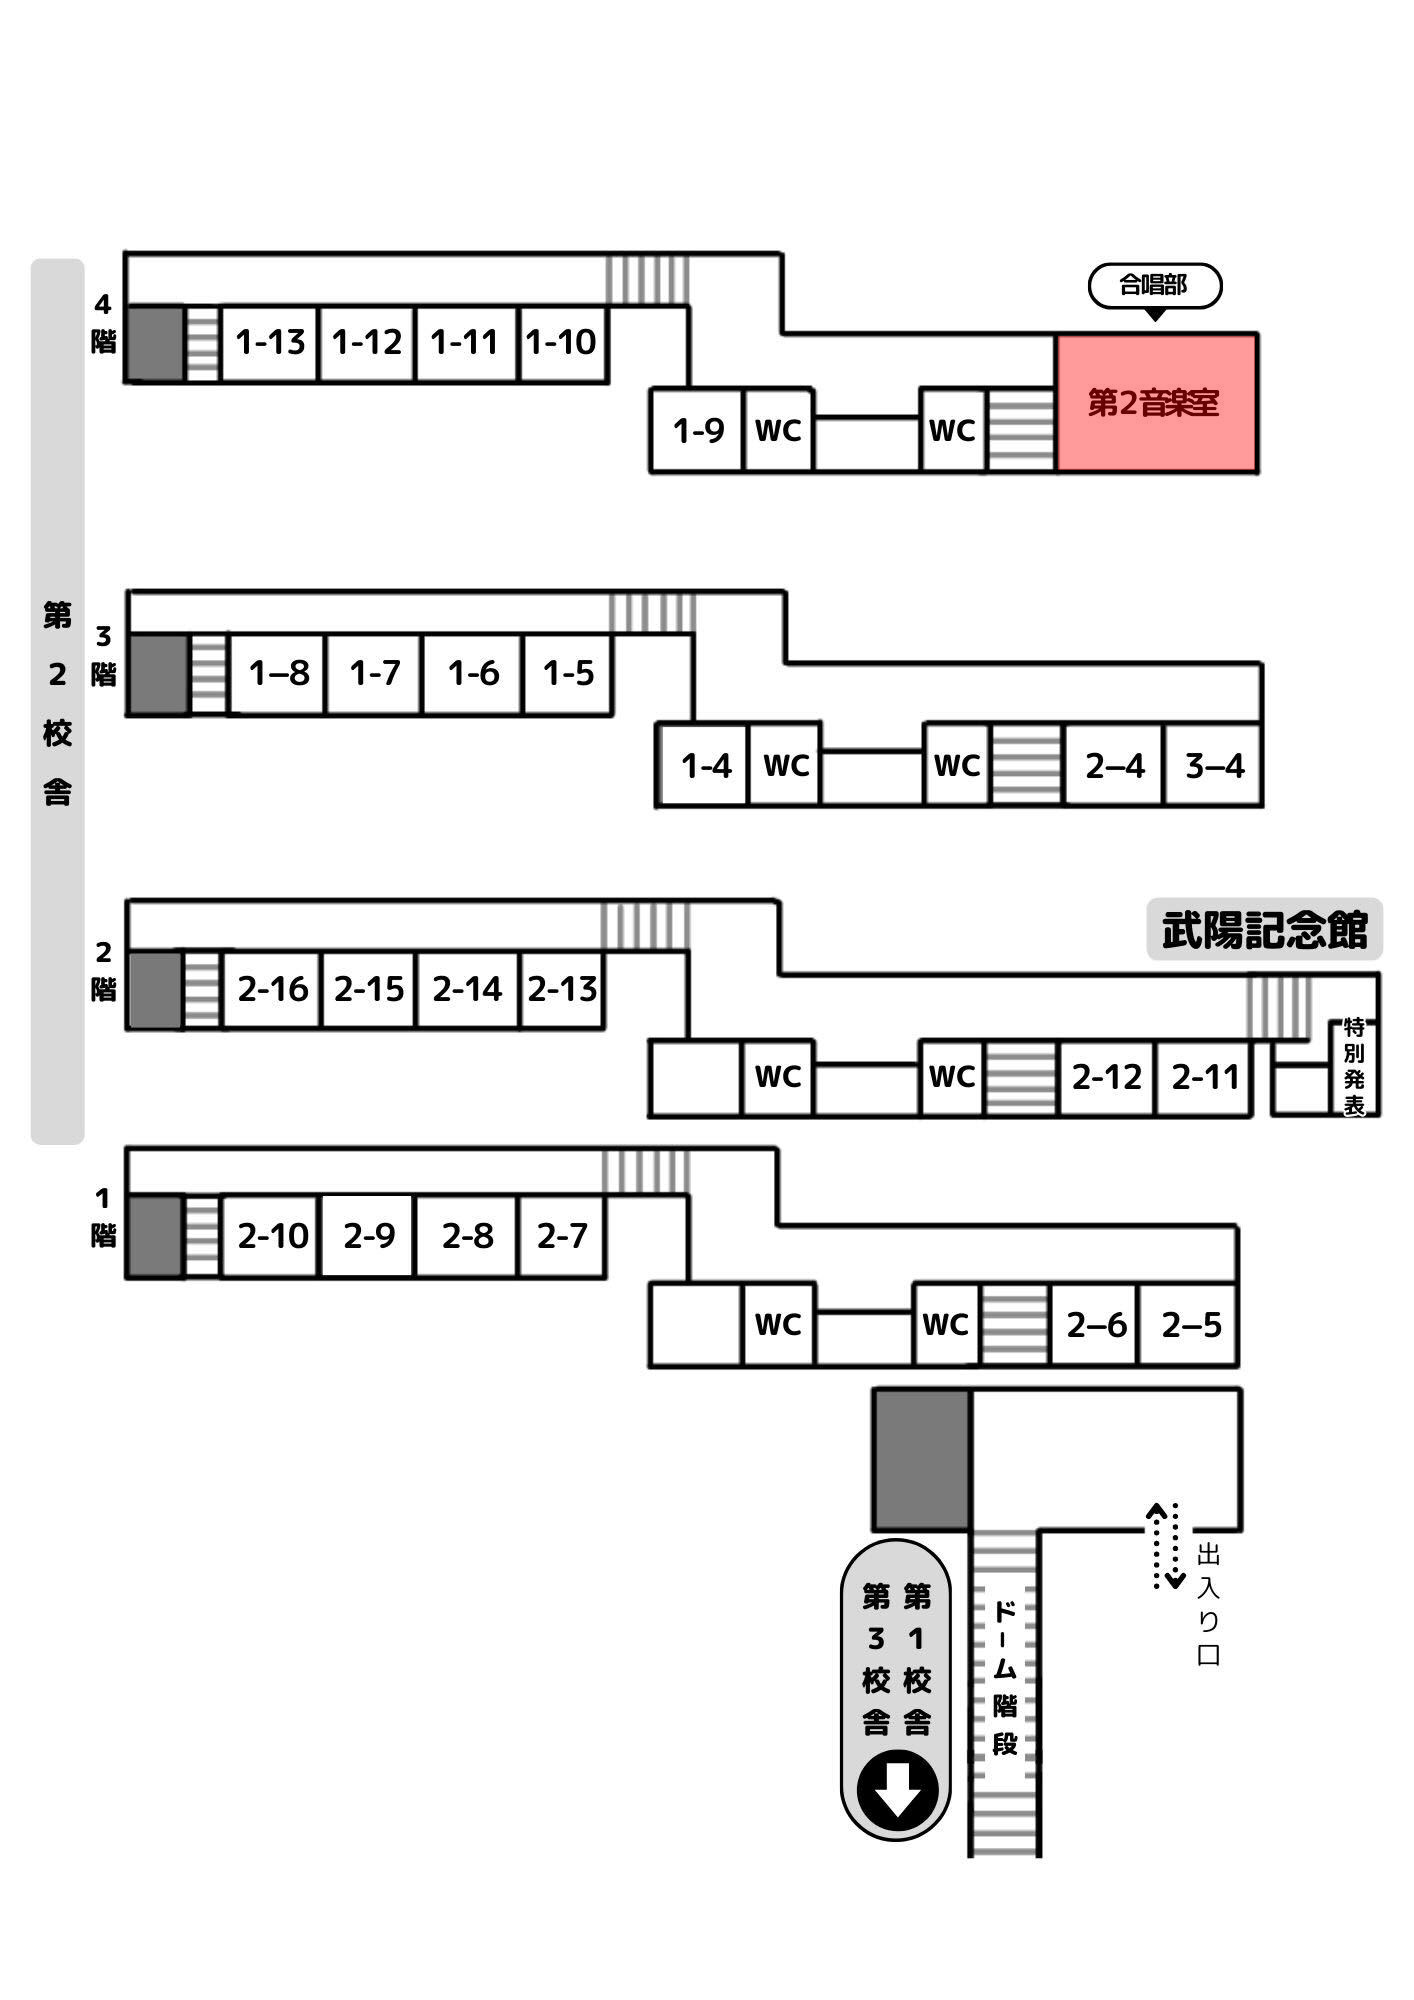 第2校舎
4階
合唱部
1-13 1-12 1-11 1-10
第2音楽室
1-9 WC WC
3階
1–8 1-7 1-6 1-5
1-4 WC WC 2–4 3–4
武陽記念館
2階
2-16 2-15 2-14 2-13
特別発表
WC WC 2-12 2-11
1階
2-10 2-9 2-8 2-7
WC WC 2–6 2–5
出入り口
第1校舎
第3校舎
ドーム階段